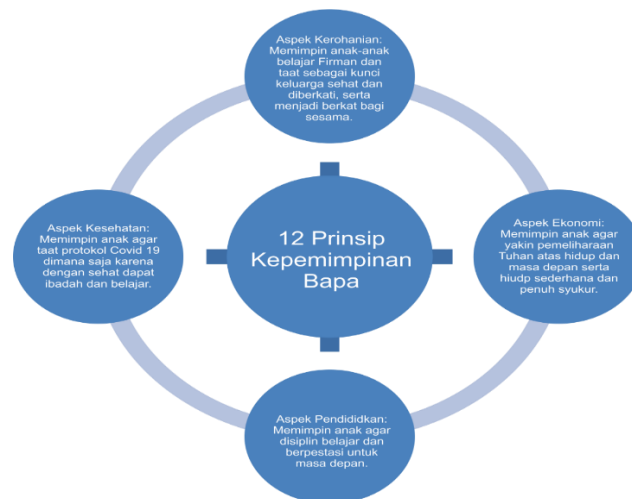 Aspek Kerohanian:
Memimpin anak-anak
belajar Firman dan
taat sebagai kunci
keluarga sehat dan
diberkati, serta
menjadi berkat bagi
sesama.
Aspek Kesehatan:
Memimpin anak agar
taat protokol Covid 19
dimana saja karena
dengan sehat dapat
ibadah dan belajar.
12 Prinsip
Kepemimpinan
Bapa
Aspek Ekonomi:
Memimpin anak agar
yakin pemeliharaan
Tuhan atas hidup dan
masa depan serta
hiudp sederhana dan
penuh syukur.
Aspek Pendididkan:
Memimpin anak agar
disiplin belajar dan
berpestasi untuk
masa depan.